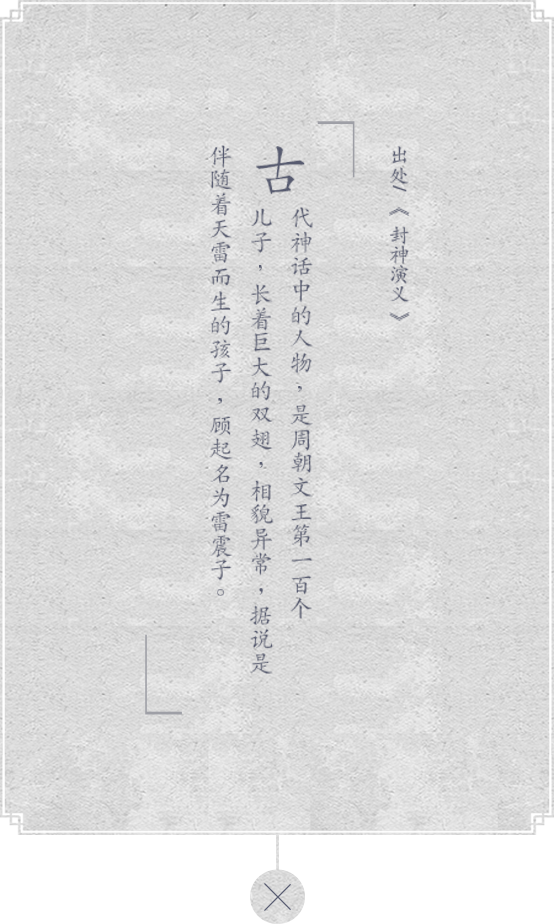 出处/《封神演义》
古代神话中的人物，是周朝文王第一百个
儿子，长着巨大的双翅，相貌异常，据说是
伴随着天雷而生的孩子，顾起名为雷震子。